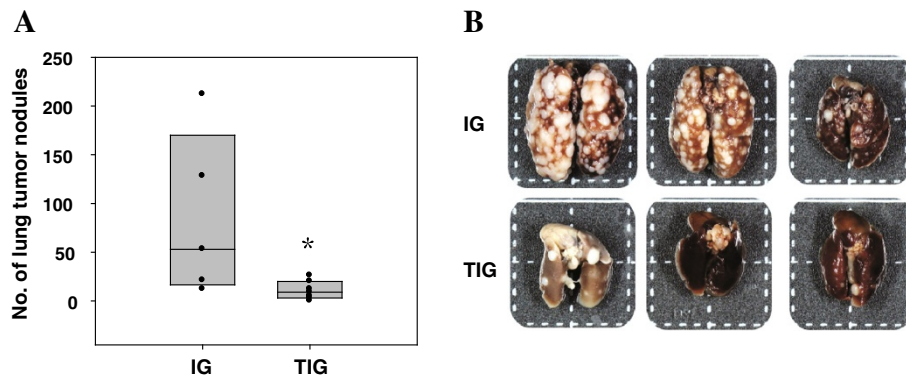 A
No. of lung tumor nodules
250
200
150
100
50
0
*
IG
TIG
B
IG
TIG